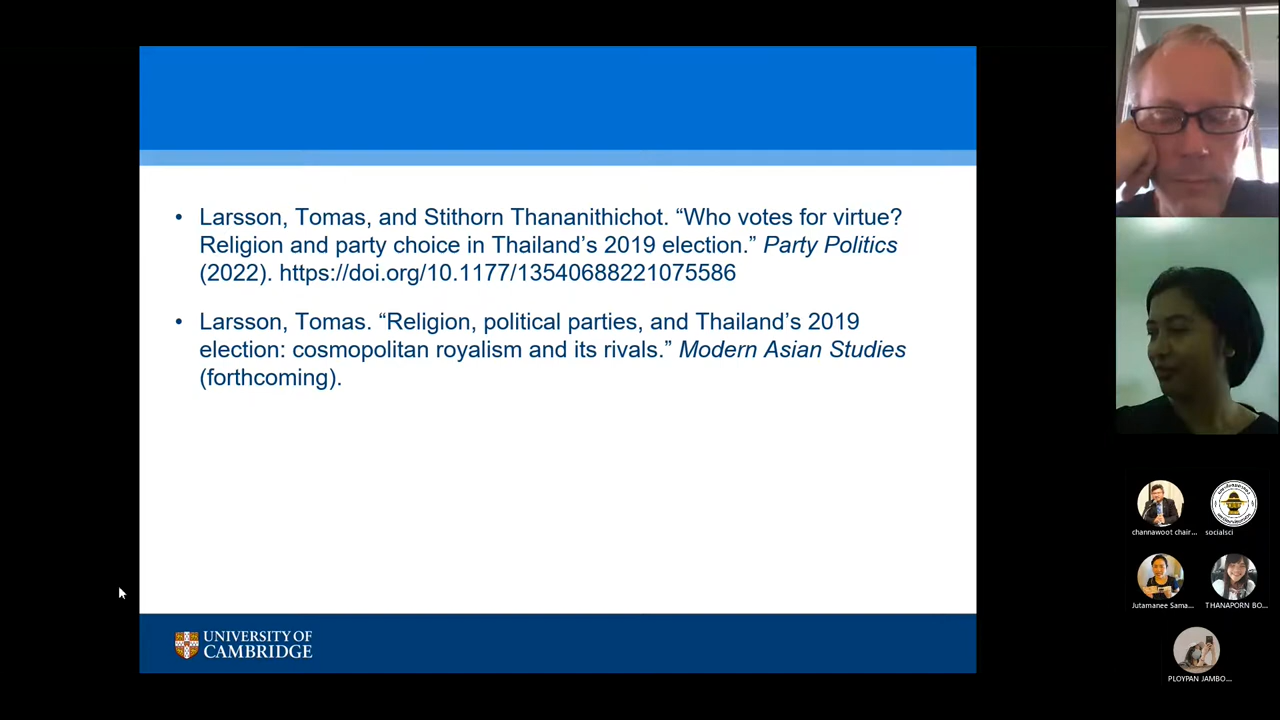 • Larsson, Tomas, and Stithorn Thananithichot. “Who votes for virtue?
Religion and party choice in Thailand’s 2019 election.” Party Politics
(2022). https://doi.org/10.1177/13540688221075586
• Larsson, Tomas. “Religion, political parties, and Thailand’s 2019
election: cosmopolitan royalism and its rivals.” Modern Asian Studies
(forthcoming).
UNIVERSITY OF
CAMBRIDGE
channawoot chair...
socialsci
Jutamanee Sama...
THANAPORN BO...
PLOYPAN JAMBO...